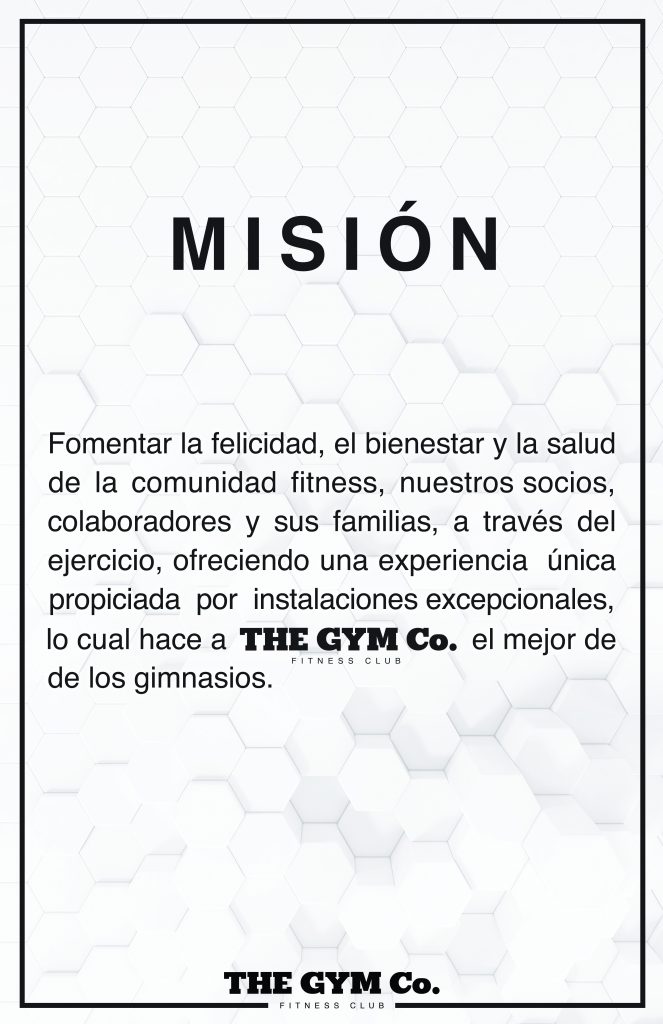 MISIÓN
Fomentar la felicidad, el bienestar y la salud
de la comunidad fitness, nuestros socios,
colaboradores y sus familias, a través del
ejercicio, ofreciendo una experiencia única
propiciada por instalaciones excepcionales,
lo cual hace a THE GYM Co. el mejor de
FITNESS CLUB
de los gimnasios.
THE GYM Co.
FITNESS CLUB